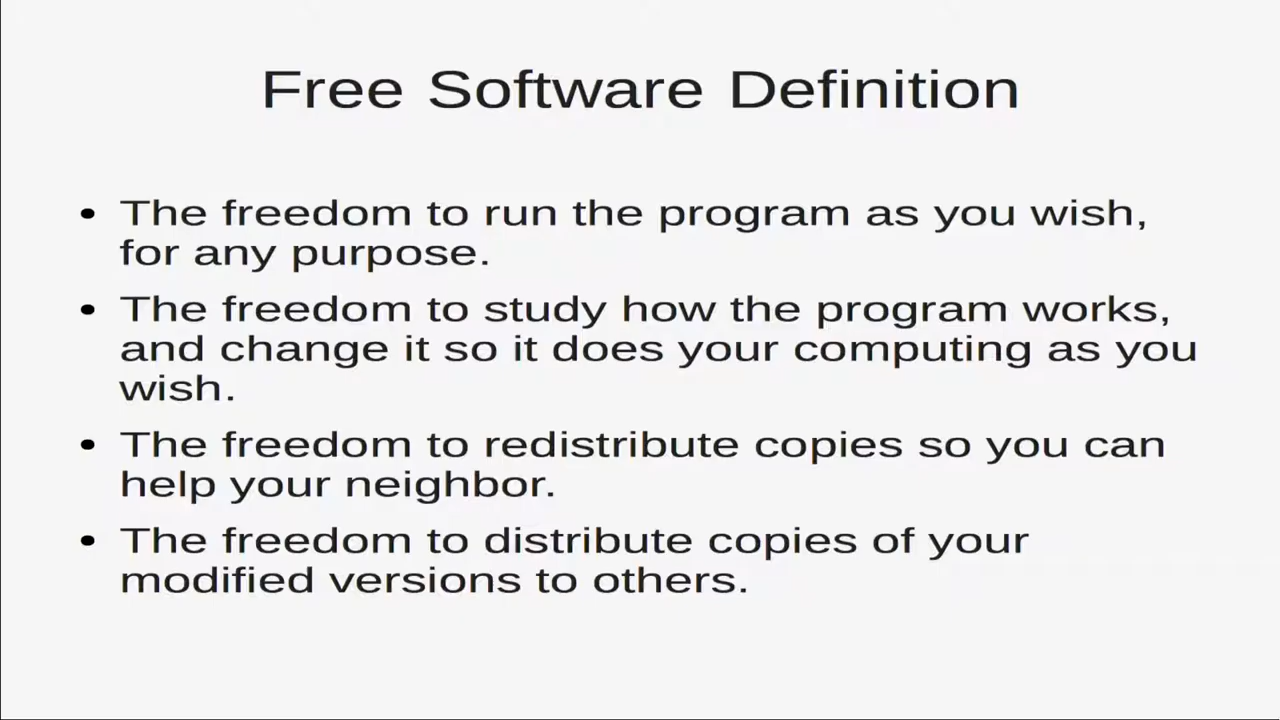 Free Software Definition
• The freedom to run the program as you wish,
for any purpose.
• The freedom to study how the program works,
and change it so it does your computing as you
wish.
• The freedom to redistribute copies so you can
help your neighbor.
• The freedom to distribute copies of your
modified versions to others.